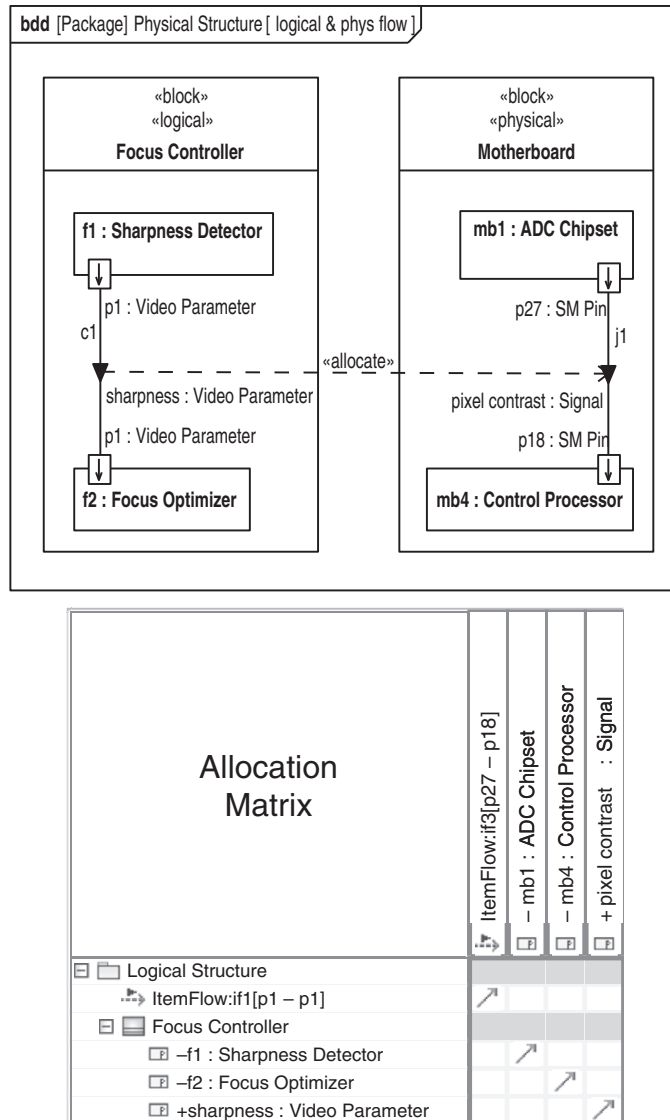 bdd [Package] Physical Structure [ logical & phys flow ]
«block»
«logical»
Focus Controller
f1 : Sharpness Detector
p1 : Video Parameter
c1
sharpness : Video Parameter
p1 : Video Parameter
f2 : Focus Optimizer
«allocate»
«block»
«physical»
Motherboard
mb1 : ADC Chipset
p27 : SM Pin
j1
pixel contrast : Signal
p18 : SM Pin
mb4 : Control Processor
Allocation
Matrix
ItemFlow:if3[p27 – p18]
– mb1 : ADC Chipset
– mb4 : Control Processor
+ pixel contrast : Signal
Logical Structure
ItemFlow:if1[p1 – p1]
Focus Controller
–f1 : Sharpness Detector
–f2 : Focus Optimizer
+sharpness : Video Parameter